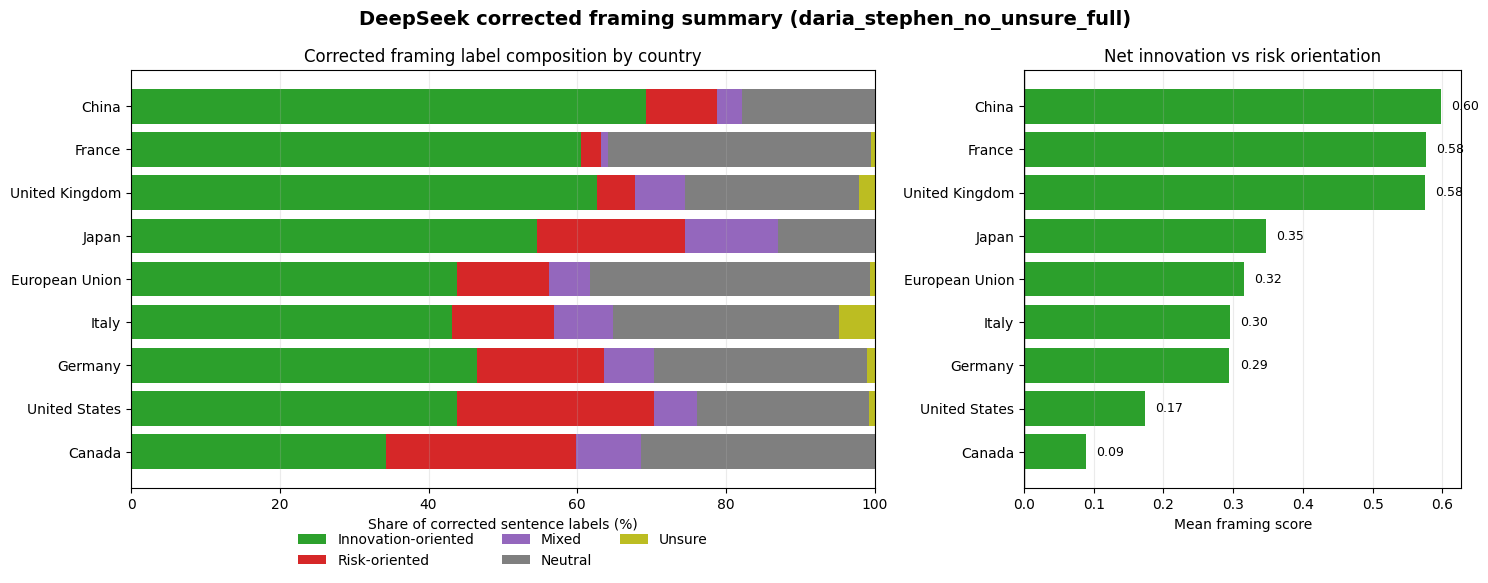 DeepSeek corrected framing summary (daria_stephen_no_unsure_full)
Corrected framing label composition by country
China
France
United Kingdom
Japan
European Union
Italy
Germany
United States
Canada
0 20 40 60 80 100
Share of corrected sentence labels (%)
Innovation-oriented Mixed Unsure
Risk-oriented Neutral
Net innovation vs risk orientation
China 0.60
France 0.58
United Kingdom 0.58
Japan 0.35
European Union 0.32
Italy 0.30
Germany 0.29
United States 0.17
Canada 0.09
0.0 0.1 0.2 0.3 0.4 0.5 0.6
Mean framing score